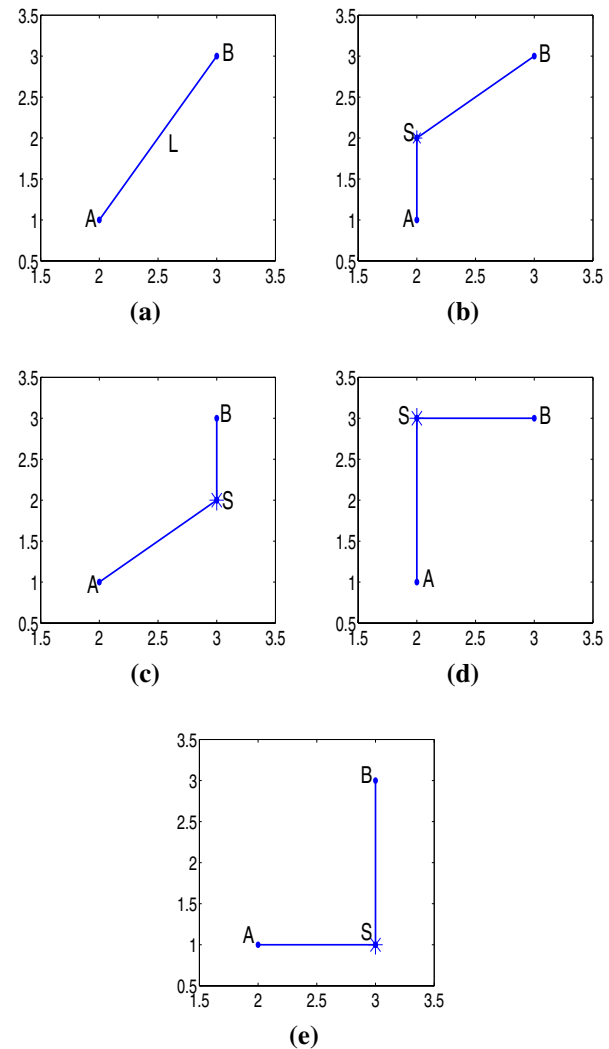 3.5 3.5
3 B 3 B
2.5 2.5
2 L 2 S
1.5 1.5
1 A 1 A
0.5 0.5
1.5 2 2.5 3 3.5 1.5 2 2.5 3 3.5
(a) (b)
3.5 3.5
3 B 3 S B
2.5 2.5
2 S 2
1.5 1.5
1 A 1 A
0.5 0.5
1.5 2 2.5 3 3.5 1.5 2 2.5 3 3.5
(c) (d)
3.5
3 B
2.5
2
1.5
1 A S
0.5
1.5 2 2.5 3 3.5
(e)